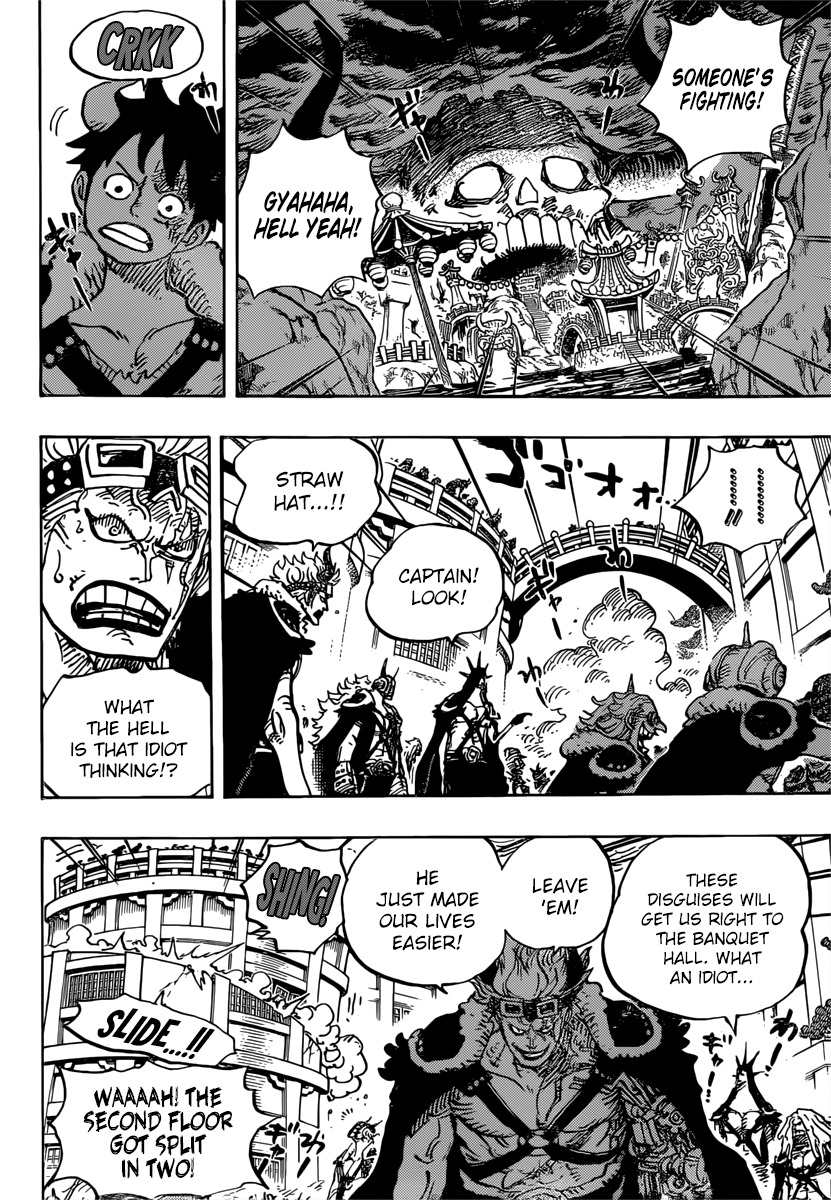 SOMEONE'S
FIGHTING!
GYAHAHA,
HELL YEAH!
CRKK
CAPTAIN!
LOOK!
STRAW
HAT...!!
WHAT
THE HELL
IS THAT IDIOT
THINKING!?
THESE
DISGUISES WILL
GET US RIGHT TO
THE BANQUET
HALL. WHAT
AN IDIOT...
LEAVE
'EM!
HE
JUST MADE
OUR LIVES
EASIER!
SHING!
SLIDE...!!
WAAAAH! THE
SECOND FLOOR
GOT SPLIT
IN TWO!